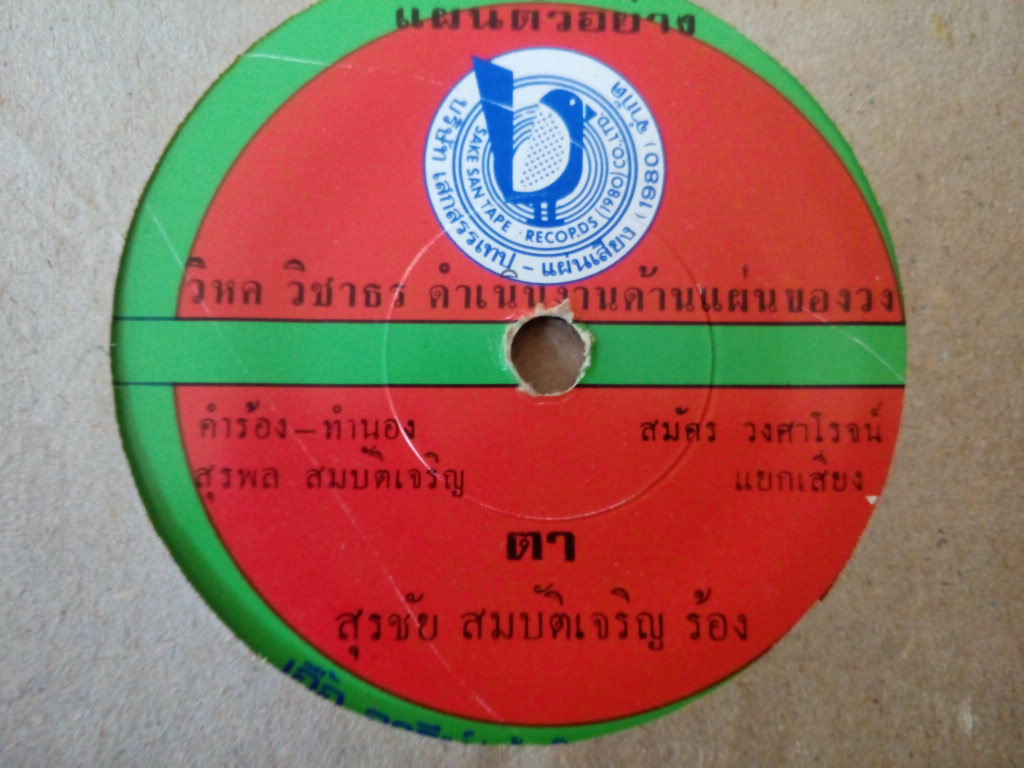 แผ่นตัวอย่าง
บริษัท เสกสรรเทป - แผ่นเสียง (1980) จำกัด
SAKE SAN TAPE · RECORDS (1980) CO., LTD
วิหค วิชาธร ดำเนินงานด้านแผ่นของวง
คำร้อง – ทำนอง
สุรพล สมบัติเจริญ
สมัคร วงศาโรจน์
แยกเสียง
ตา
สุรชัย สมบัติเจริญ ร้อง